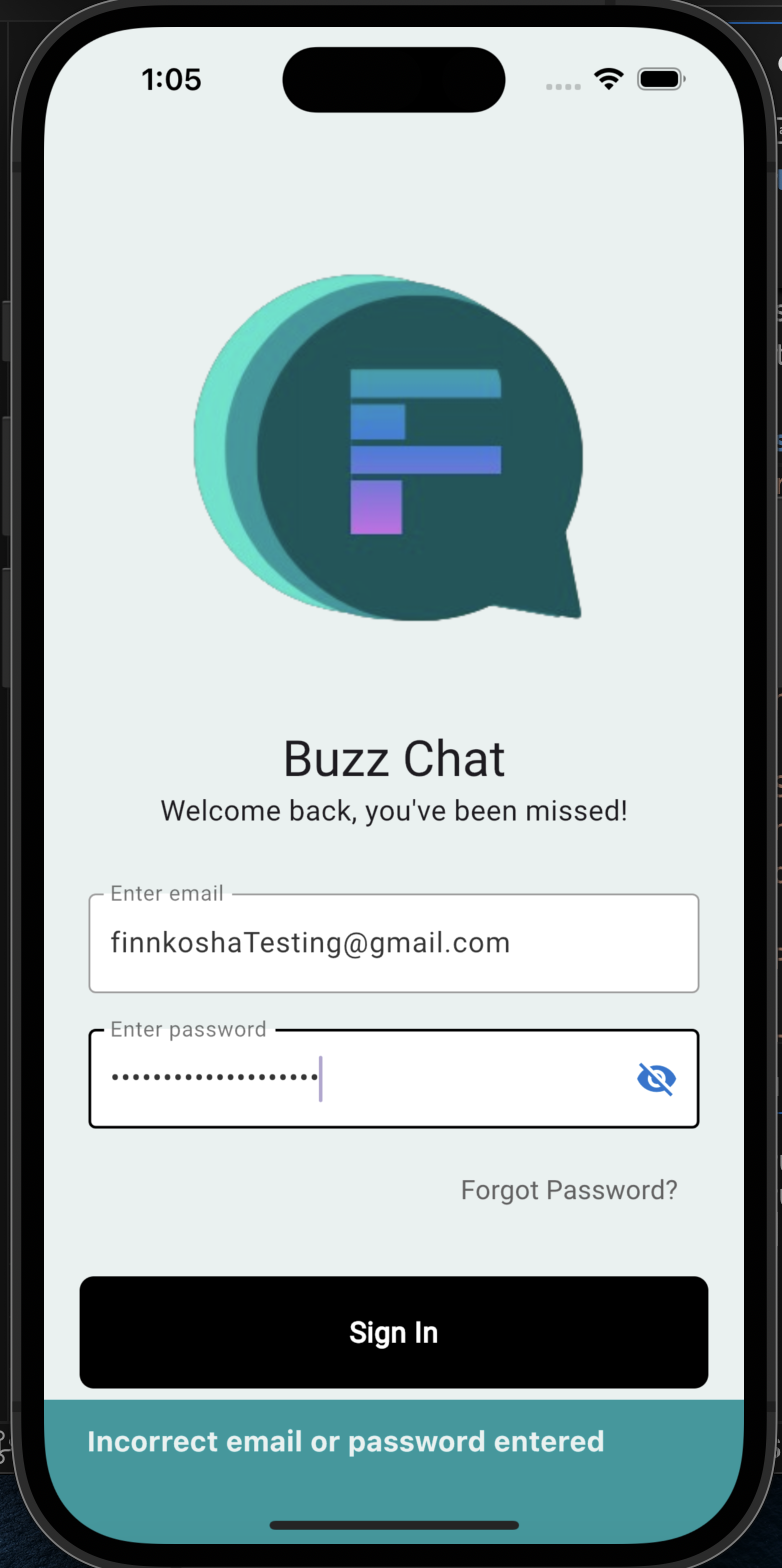 1:05
F
Buzz Chat
Welcome back, you've been missed!
Enter email
finnkoshaTesting@gmail.com
Enter password
••••••••••••••••••••
Forgot Password?
Sign In
Incorrect email or password entered